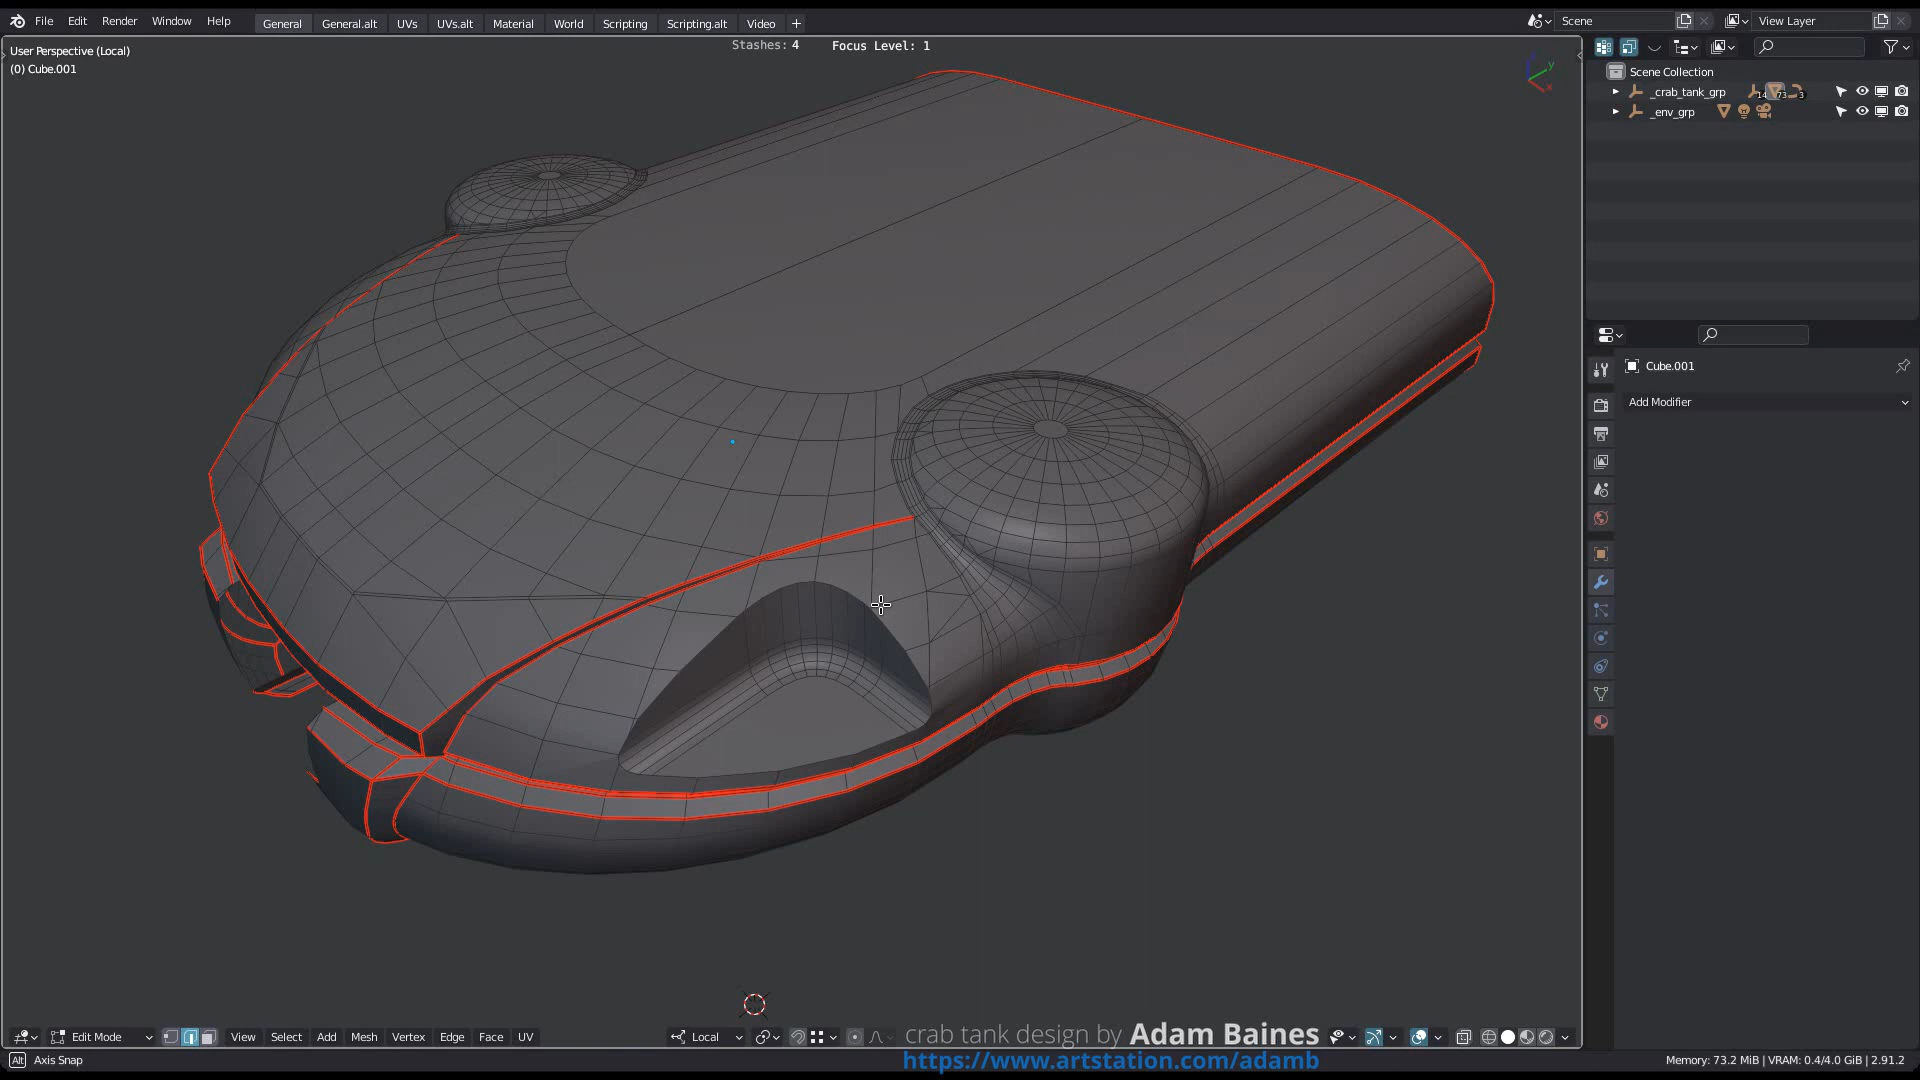 File Edit Render Window Help General General.alt UVs UVs.alt Material World Scripting Scripting.alt Video + Scene View Layer
User Perspective (Local)
(0) Cube.001
Stashes: 4 Focus Level: 1
Scene Collection
_crab_tank_grp 14 73 3
_env_grp
Cube.001
Add Modifier
Y
X
Edit Mode View Select Add Mesh Vertex Edge Face UV Local
crab tank design by Adam Baines
https://www.artstation.com/adamb
Alt Axis Snap
Memory: 73.2 MiB | VRAM: 0.4/4.0 GiB | 2.91.2